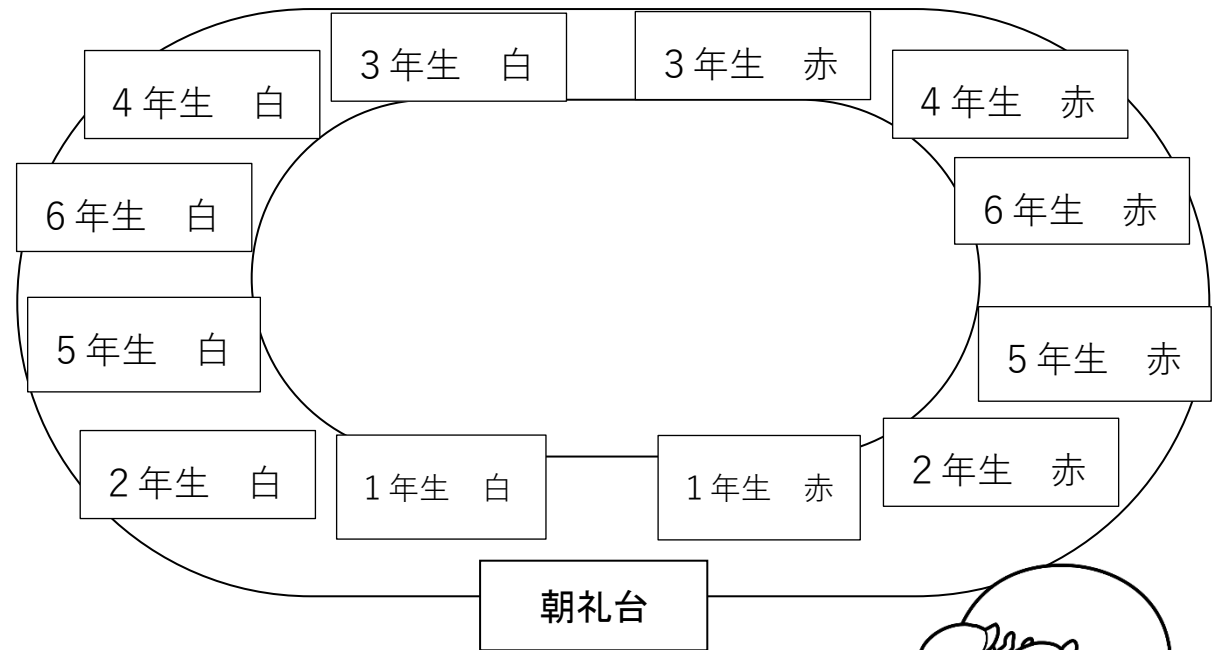 3年生　白
3年生　赤
4年生　白
4年生　赤
6年生　白
6年生　赤
5年生　白
5年生　赤
2年生　白
2年生　赤
1年生　白
1年生　赤
朝礼台